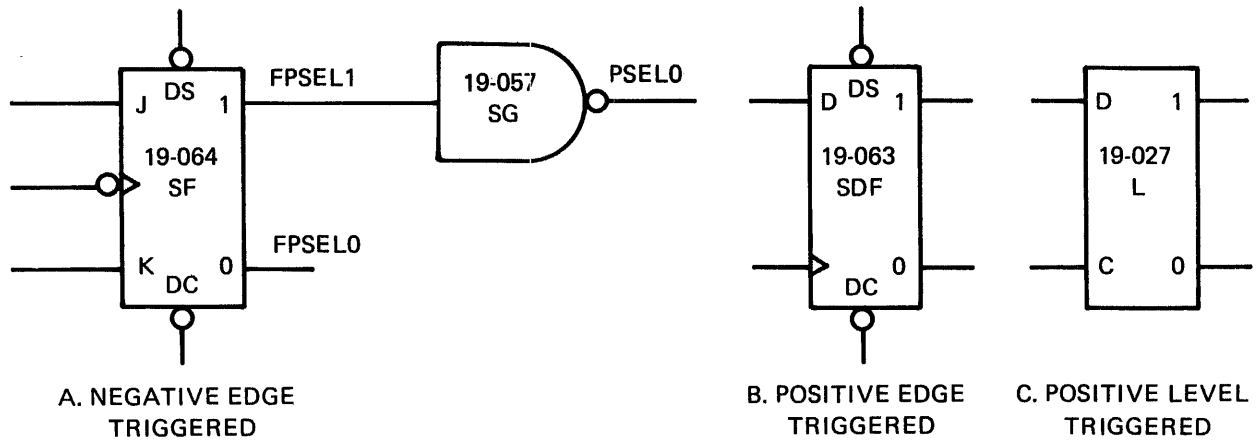 DS
J 1
19-064
SF
K 0
DC
FPSEL1
FPSEL0
19-057
SG
PSEL0
A. NEGATIVE EDGE
TRIGGERED
DS
D 1
19-063
SDF
0
DC
B. POSITIVE EDGE
TRIGGERED
D 1
19-027
L
C 0
C. POSITIVE LEVEL
TRIGGERED